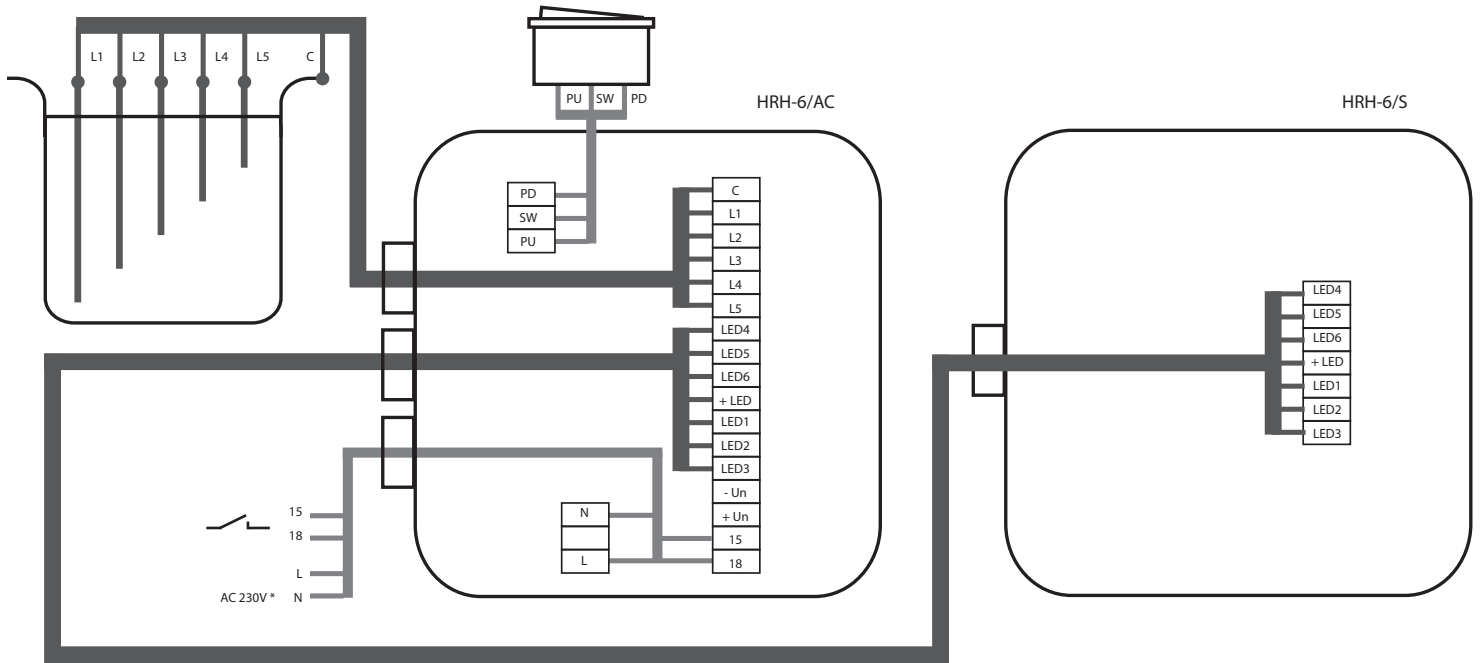 L1 L2 L3 L4 L5 C
PU SW PD
HRH-6/AC
HRH-6/S
PD
SW
PU
C
L1
L2
L3
L4
L5
LED4
LED5
LED6
+ LED
LED1
LED2
LED3
- Un
+ Un
15
18
N
L
15
18
L
AC 230V * N
LED4
LED5
LED6
+ LED
LED1
LED2
LED3